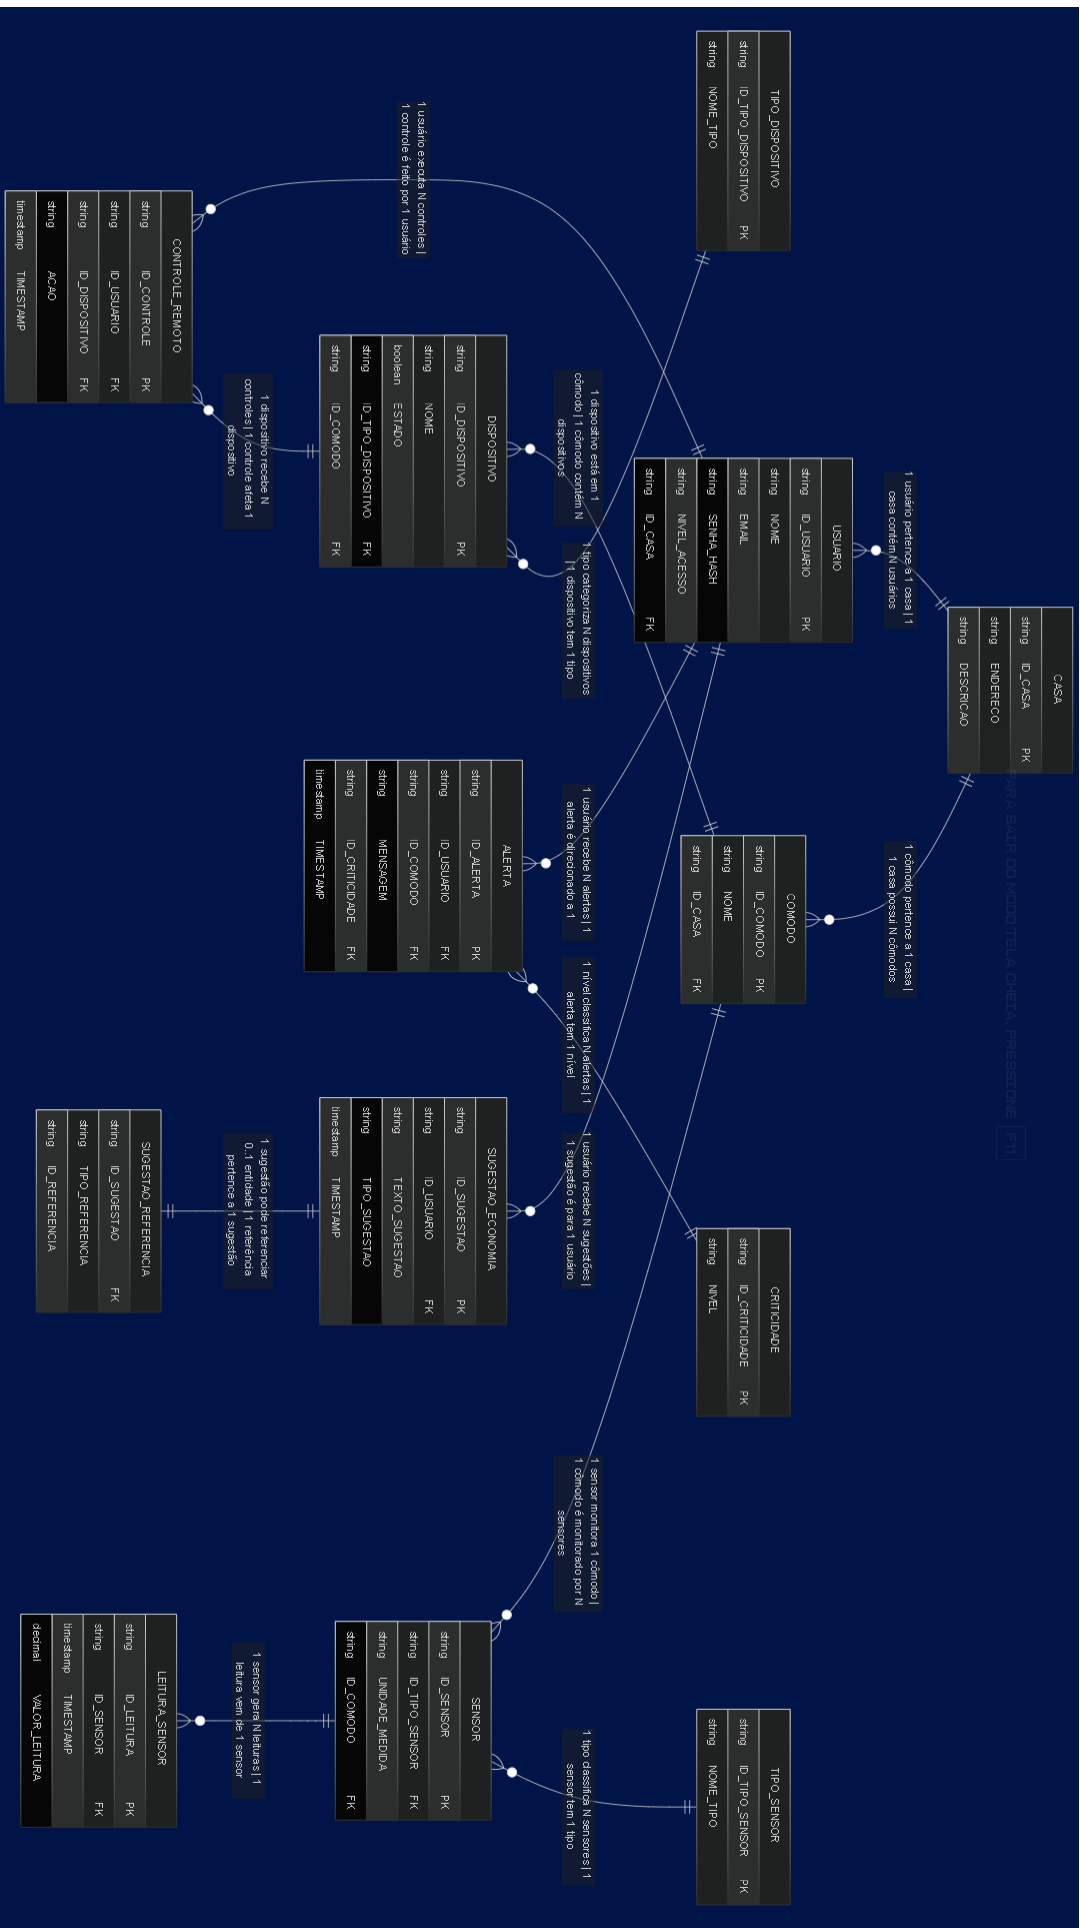 CASA
string ID_CASA PK
string ENDERECO
string DESCRICAO
PARA SAIR DO MODO TELA CHEIA, PRESSIONE F11
1 usuário pertence a 1 casa | 1
casa contém N usuários
1 cômodo pertence a 1 casa |
1 casa possui N cômodos
TIPO_DISPOSITIVO
string ID_TIPO_DISPOSITIVO PK
string NOME_TIPO
USUARIO
string ID_USUARIO PK
string NOME
string EMAIL
string SENHA_HASH
string NIVEL_ACESSO
string ID_CASA FK
COMODO
string ID_COMODO PK
string NOME
string ID_CASA FK
CRITICIDADE
string ID_CRITICIDADE PK
string NIVEL
TIPO_SENSOR
string ID_TIPO_SENSOR PK
string NOME_TIPO
1 usuário executa N controles |
1 controle é feito por 1 usuário
1 dispositivo está em 1
cômodo | 1 cômodo contém N
dispositivos
1 tipo categoriza N dispositivos
| 1 dispositivo tem 1 tipo
1 usuário recebe N alertas | 1
alerta é direcionado a 1
1 nível classifica N alertas | 1
alerta tem 1 nível
1 usuário recebe N sugestões |
1 sugestão é para 1 usuário
1 sensor monitora 1 cômodo |
1 cômodo é monitorado por N
sensores
1 tipo classifica N sensores | 1
sensor tem 1 tipo
DISPOSITIVO
string ID_DISPOSITIVO PK
string NOME
boolean ESTADO
string ID_TIPO_DISPOSITIVO FK
string ID_COMODO FK
ALERTA
string ID_ALERTA PK
string ID_USUARIO FK
string ID_COMODO FK
string MENSAGEM
string ID_CRITICIDADE FK
timestamp TIMESTAMP
SUGESTAO_ECONOMIA
string ID_SUGESTAO PK
string ID_USUARIO FK
string TEXTO_SUGESTAO
string TIPO_SUGESTAO
timestamp TIMESTAMP
SENSOR
string ID_SENSOR PK
string ID_TIPO_SENSOR FK
string UNIDADE_MEDIDA
string ID_COMODO FK
1 dispositivo recebe N
controles | 1 controle afeta 1
dispositivo
1 sugestão pode referenciar
0..1 entidade | 1 referência
pertence a 1 sugestão
1 sensor gera N leituras | 1
leitura vem de 1 sensor
CONTROLE_REMOTO
string ID_CONTROLE PK
string ID_USUARIO FK
string ID_DISPOSITIVO FK
string ACAO
timestamp TIMESTAMP
SUGESTAO_REFERENCIA
string ID_SUGESTAO FK
string TIPO_REFERENCIA
string ID_REFERENCIA
LEITURA_SENSOR
string ID_LEITURA PK
string ID_SENSOR FK
timestamp TIMESTAMP
decimal VALOR_LEITURA